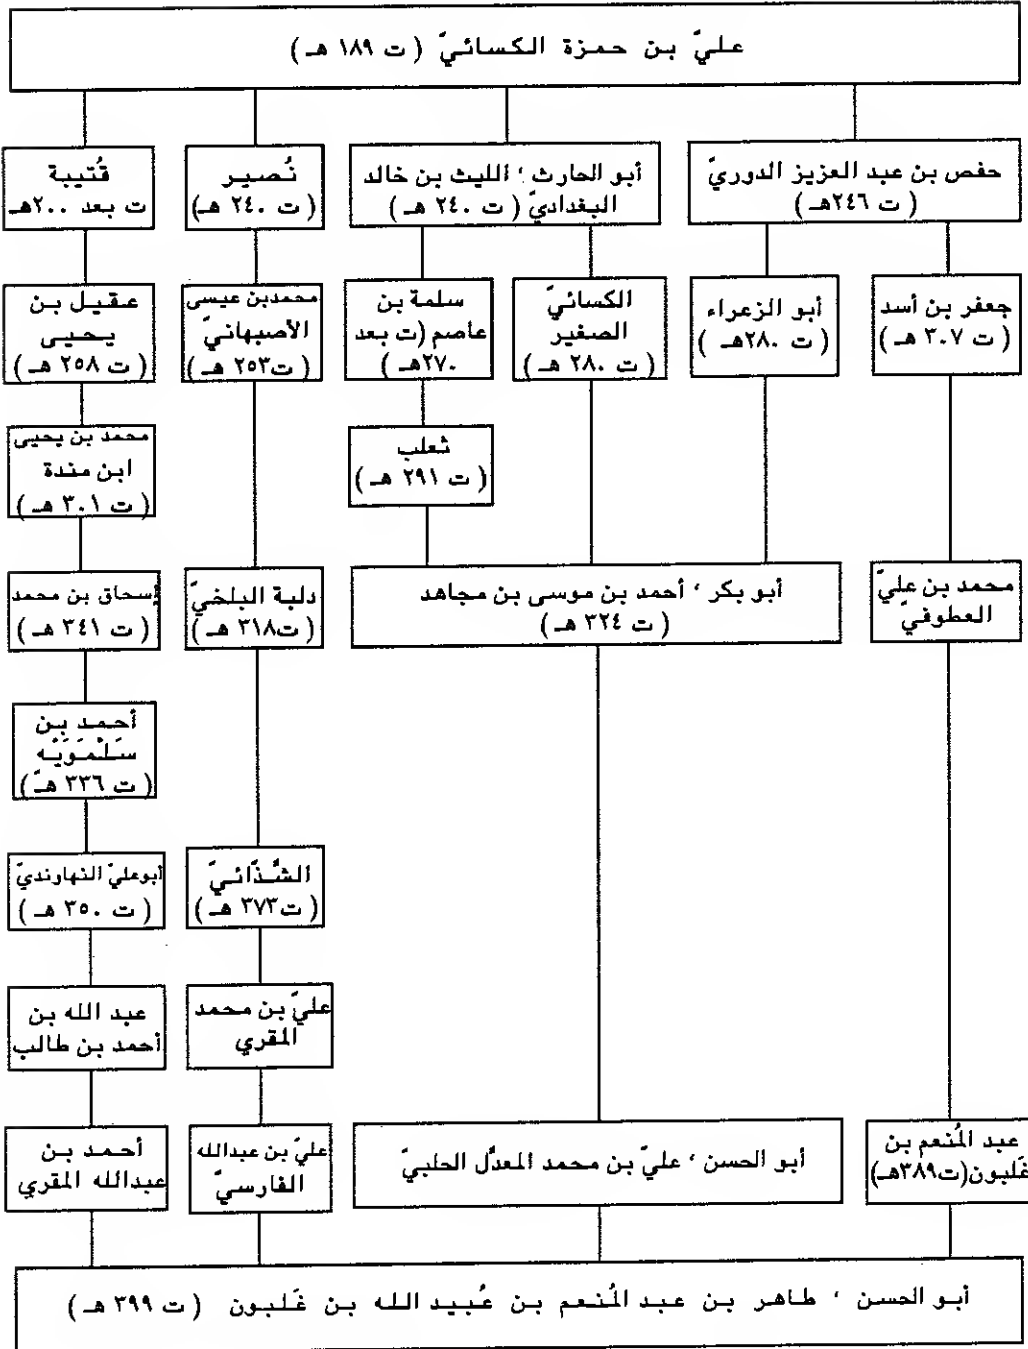 عليّ بن حمزة الكسائيّ ( ت ١٨٩ هـ )
حفص بن عبد العزيز الدوريّ
( ت ٢٤٦هـ )
أبو الحارث ، الليث بن خالد
البغداديّ ( ت ٢٤٠ هـ )
نُصير
( ت ٢٤٠ هـ )
قُتيبة
ت بعد ٢٠٠هـ
جعفر بن أسد
( ت ٣٠٧ هـ )
أبو الزعراء
( ت ٢٨٠هـ )
الكسائيّ
الصغير
( ت ٢٨٠ هـ )
سلمة بن
عاصم (ت بعد
٢٧٠هـ )
محمدبن عيسى
الأصبهانيّ
( ت٢٥٣ هـ )
عقيل بن
يحيى
( ت ٢٥٨ هـ )
ثعلب
( ت ٢٩١ هـ )
محمد بن يحيى
ابن مندة
( ت ٣٠١ هـ )
محمد بن عليّ
العطوفيّ
أبو بكر ، أحمد بن موسى بن مجاهد
( ت ٣٢٤ هـ )
دلبة البلخيّ
( ت٣١٨ هـ )
إسحاق بن محمد
( ت ٣٤١ هـ )
أحمد بن
سَلْمَوَيْه
( ت ٣٣٦ هـ )
الشَّذَائيّ
( ت٣٧٣ هـ )
أبوعليّ النهاونديّ
( ت ٣٥٠ هـ )
عليّ بن محمد
المقري
عبد الله بن
أحمد بن طالب
عبد المُنعم بن
غَلبون(ت٣٨٩هـ)
أبو الحسن ، عليّ بن محمد المعدَّل الحلبيّ
عليّ بن عبدالله
الفارسيّ
أحمد بن
عبدالله المقري
أبو الحسن ، طاهر بن عبد المُنعم بن عُبيد الله بن غَلبون ( ت ٣٩٩ هـ )